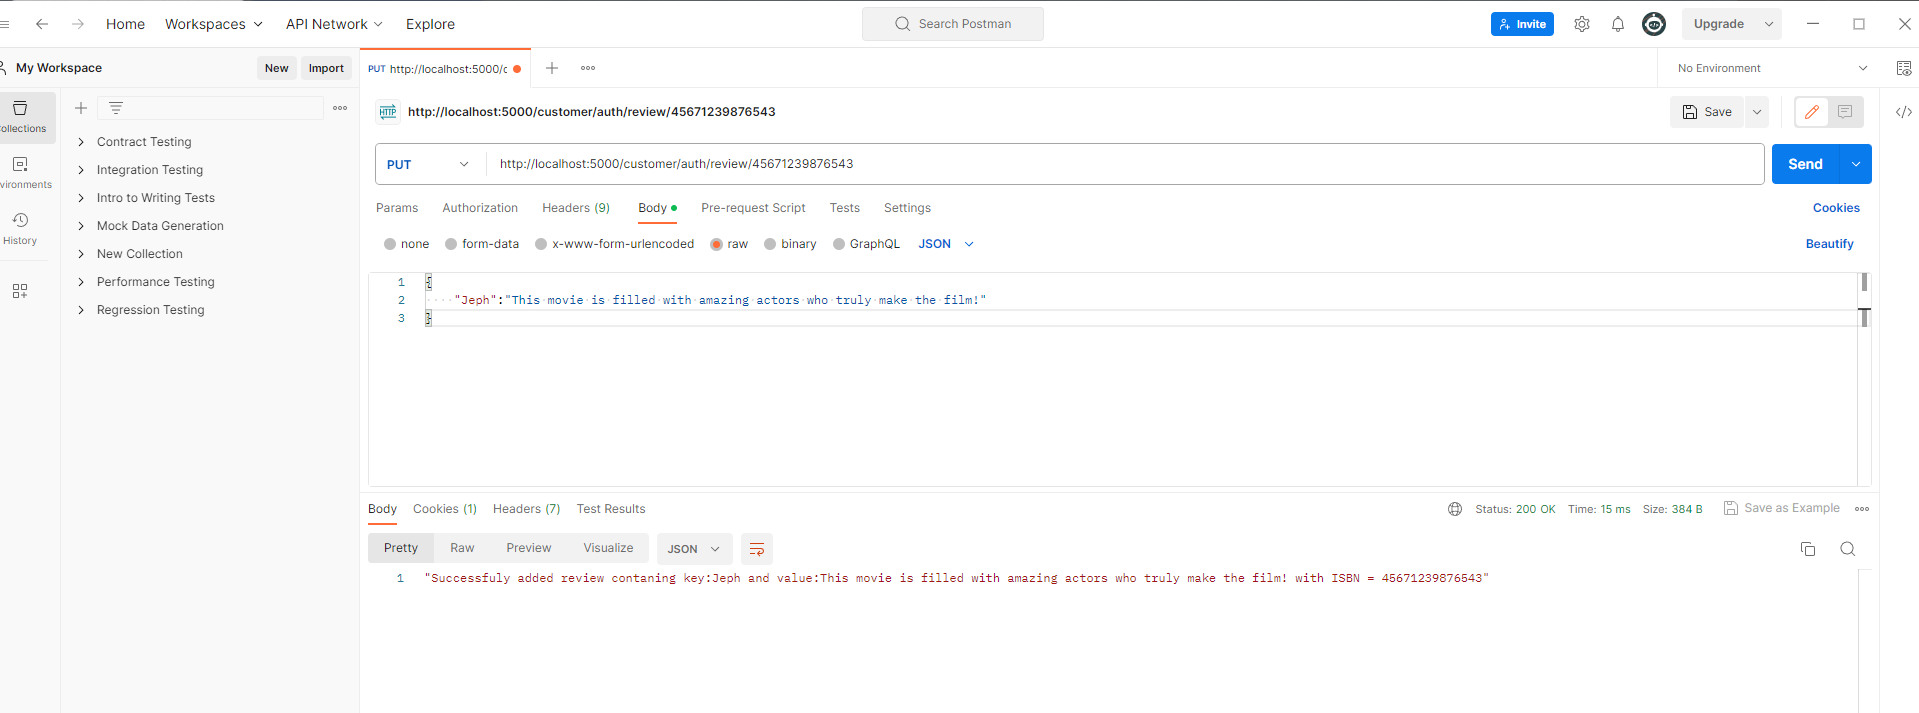 Home Workspaces API Network Explore Search Postman Invite Upgrade
My Workspace New Import PUT http://localhost:5000/c No Environment
http://localhost:5000/customer/auth/review/45671239876543 Save
ollections
Contract Testing
Integration Testing
Intro to Writing Tests
Mock Data Generation
New Collection
Performance Testing
Regression Testing
vironments
History
PUT http://localhost:5000/customer/auth/review/45671239876543 Send
Params Authorization Headers (9) Body Pre-request Script Tests Settings Cookies
none form-data x-www-form-urlencoded raw binary GraphQL JSON Beautify
1 {
2 "Jeph":"This movie is filled with amazing actors who truly make the film!"
3 }
Body Cookies (1) Headers (7) Test Results Status: 200 OK Time: 15 ms Size: 384 B Save as Example
Pretty Raw Preview Visualize JSON
1 "Successfuly added review contaning key:Jeph and value:This movie is filled with amazing actors who truly make the film! with ISBN = 45671239876543"